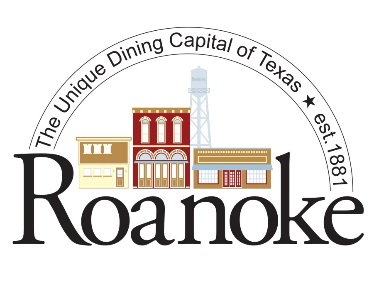 The Unique Dining Capital of Texas ★ est.1881
Roanoke